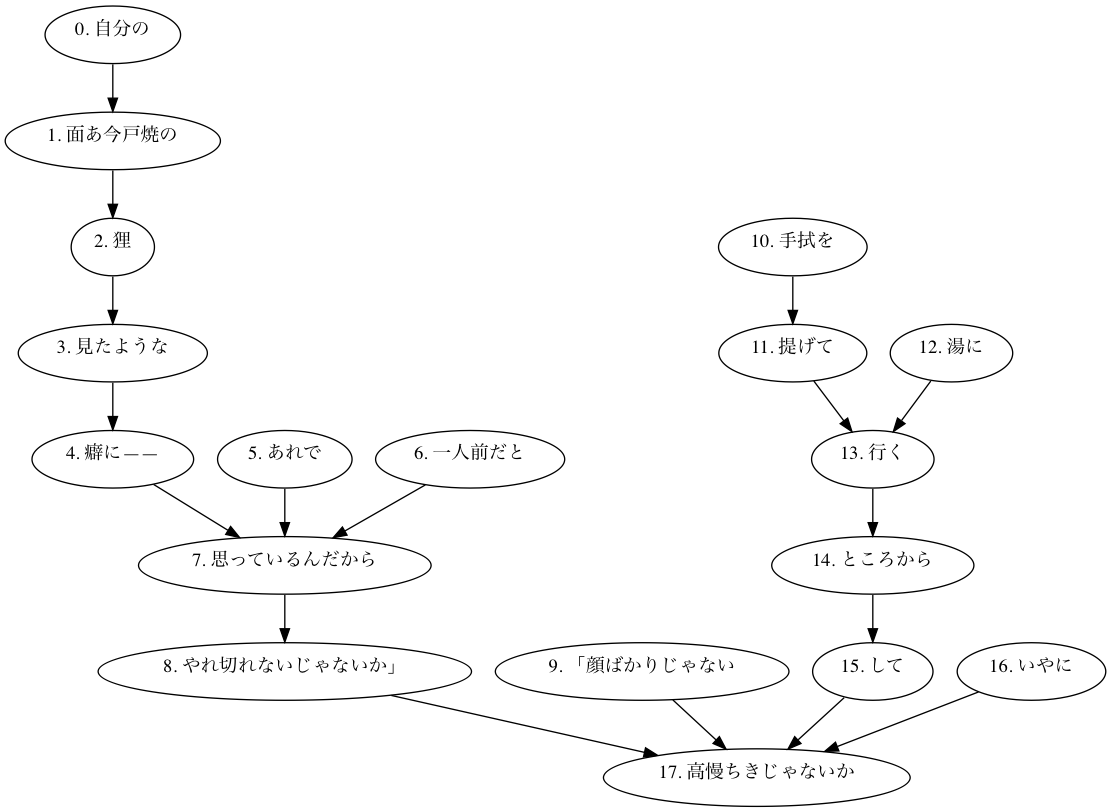 0. 自分の
1. 面あ今戸焼の
2. 狸
3. 見たような
4. 癖に——
5. あれで
6. 一人前だと
7. 思っているんだから
8. やれ切れないじゃないか」
9. 「顔ばかりじゃない
10. 手拭を
11. 提げて
12. 湯に
13. 行く
14. ところから
15. して
16. いやに
17. 高慢ちきじゃないか